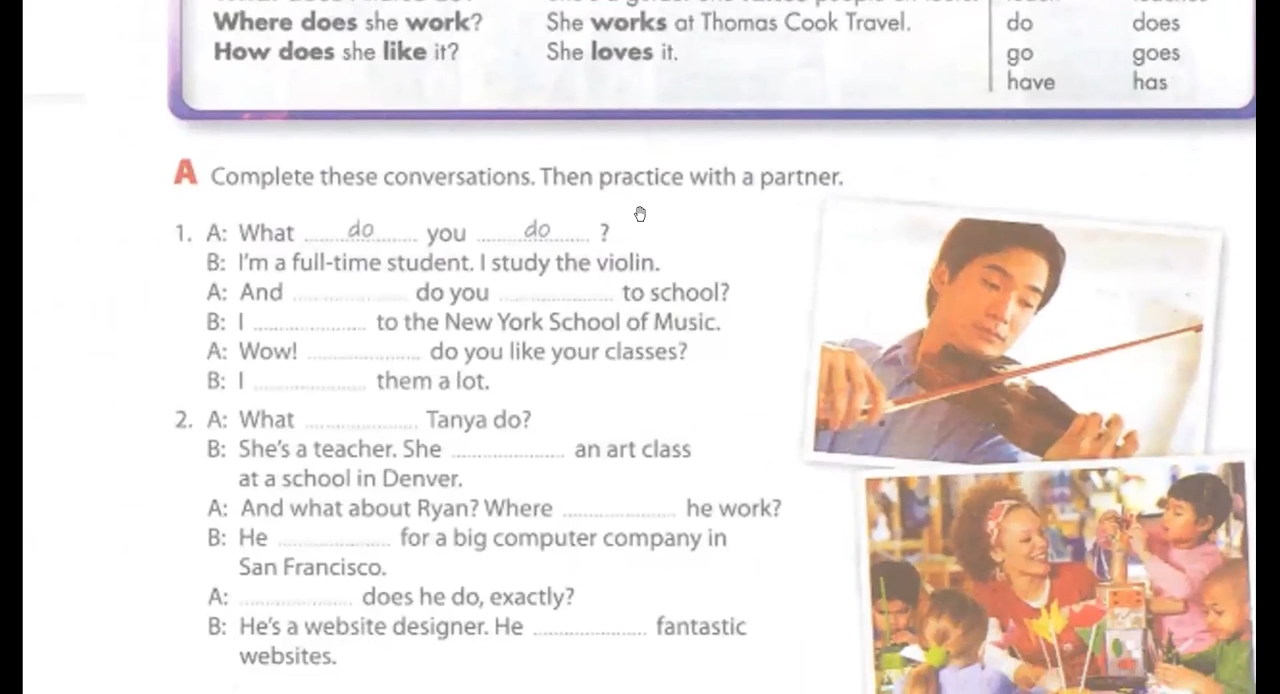 Where does she work? She works at Thomas Cook Travel. do does
How does she like it? She loves it. go goes
have has
A Complete these conversations. Then practice with a partner.
1. A: What do you do ?
B: I'm a full-time student. I study the violin.
A: And ............ do you ............ to school?
B: I ............ to the New York School of Music.
A: Wow! ............ do you like your classes?
B: I ............ them a lot.
2. A: What ............ Tanya do?
B: She's a teacher. She ............ an art class
at a school in Denver.
A: And what about Ryan? Where ............ he work?
B: He ............ for a big computer company in
San Francisco.
A: ............ does he do, exactly?
B: He's a website designer. He ............ fantastic
websites.